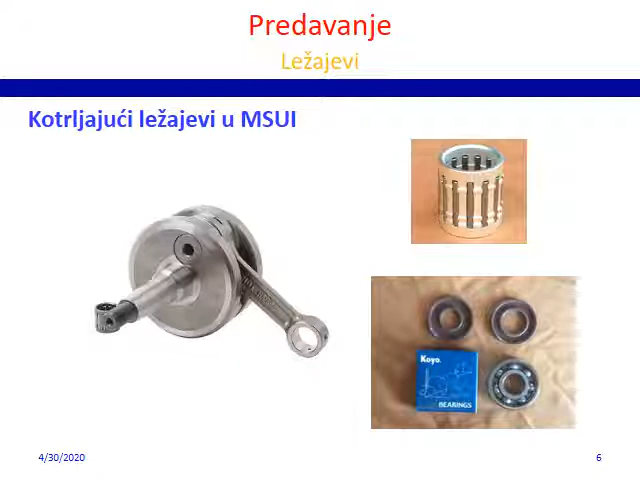 Predavanje
Ležajevi
Kotrljajući ležajevi u MSUI
Koyo.
BEARINGS
4/30/2020
6